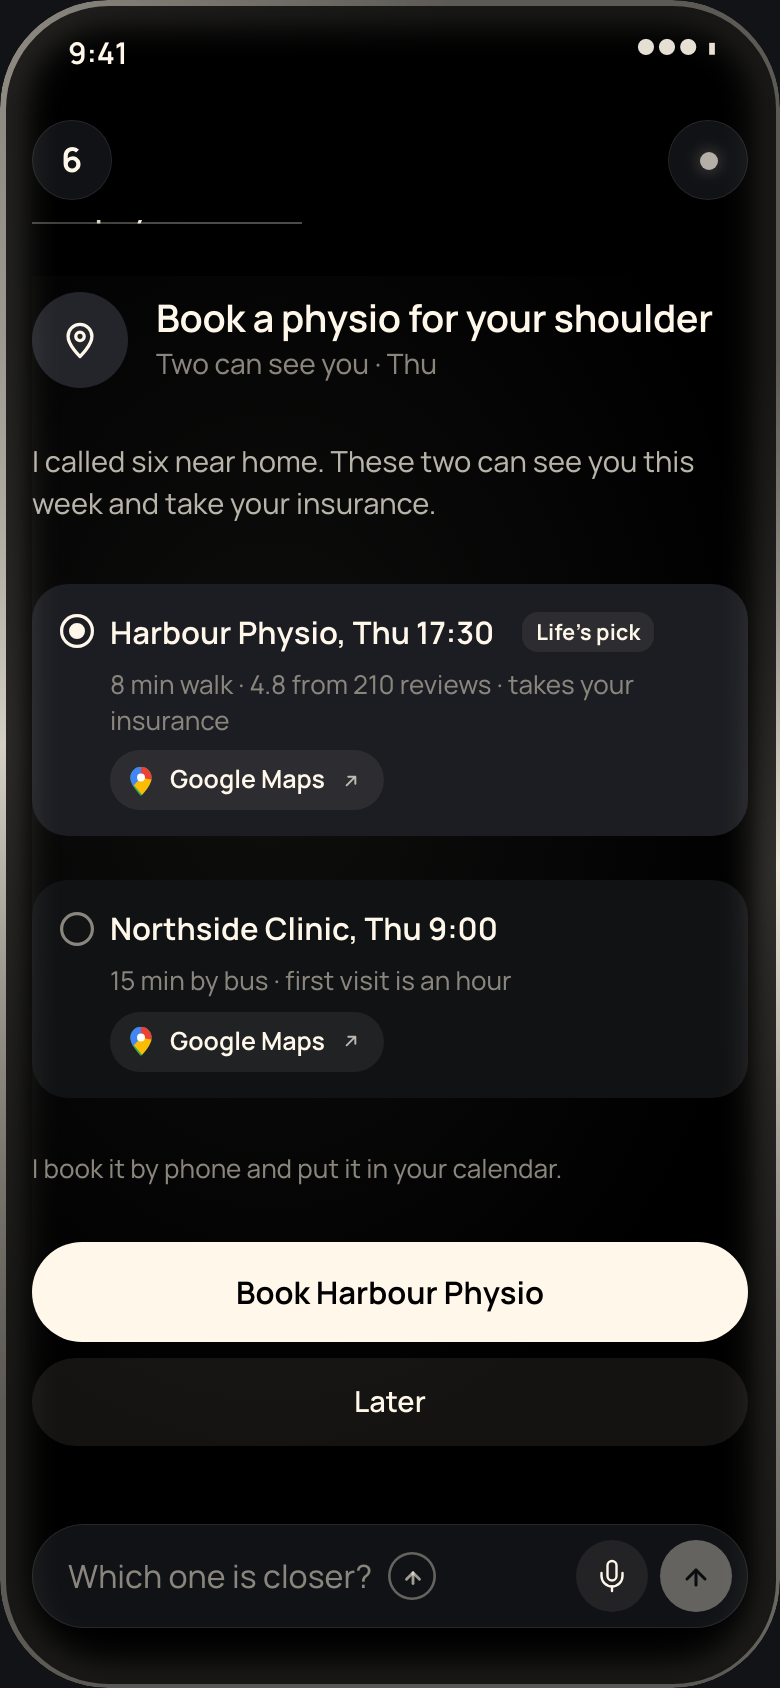 9:41
6
Book a physio for your shoulder
Two can see you · Thu
I called six near home. These two can see you this
week and take your insurance.
Harbour Physio, Thu 17:30
Life's pick
8 min walk · 4.8 from 210 reviews · takes your
insurance
Google Maps
Northside Clinic, Thu 9:00
15 min by bus · first visit is an hour
Google Maps
I book it by phone and put it in your calendar.
Book Harbour Physio
Later
Which one is closer?